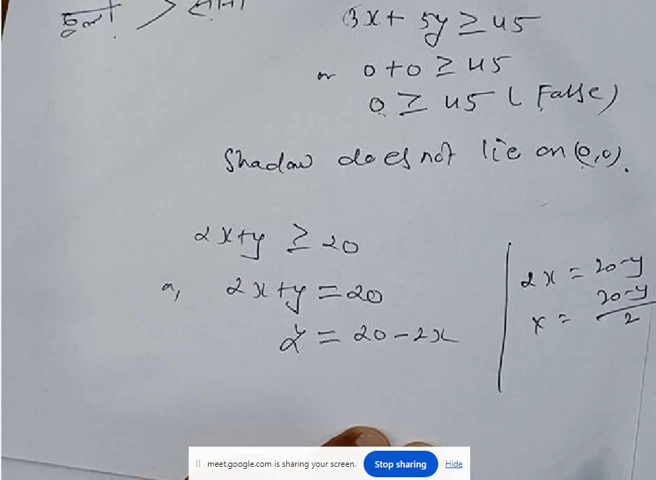 3x + 5y ≥ 45
or 0 + 0 ≥ 45
0 ≥ 45 (False)
Shadow does not lie on (0,0).
2x+y ≥ 20
or, 2x+y = 20
y = 20 - 2x
2x = 20-y
x = 20-y / 2
meet.google.com is sharing your screen. Stop sharing Hide